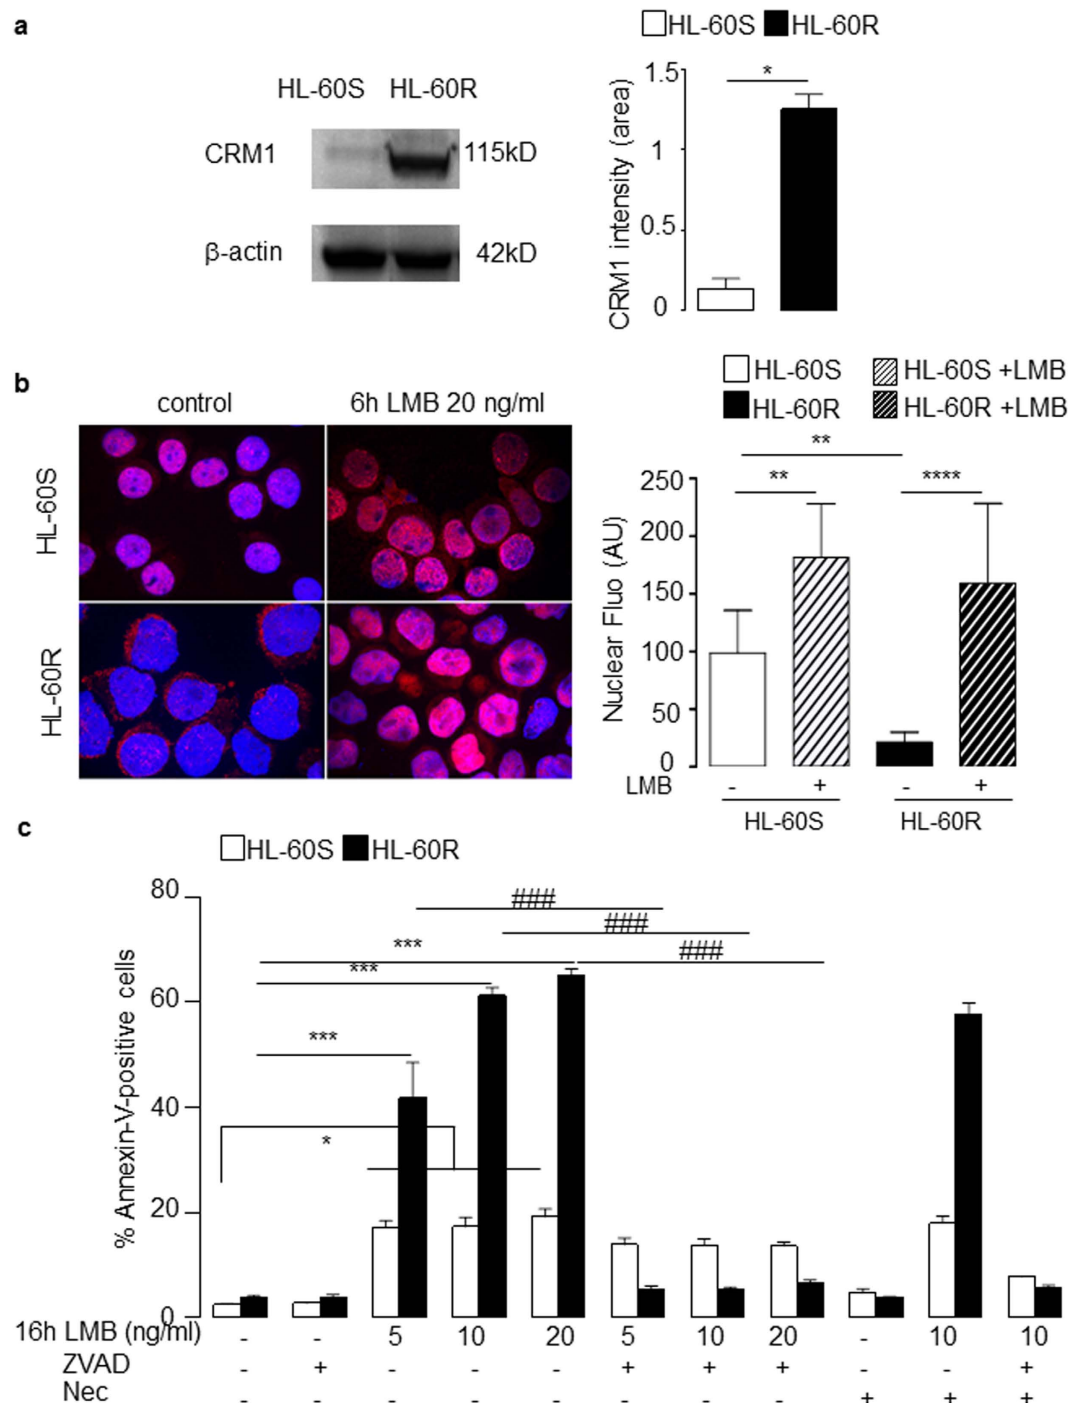 a
HL-60S HL-60R
HL-60S HL-60R
CRM1 115kD
β-actin 42kD
CRM1 intensity (area)
1.5
1
0.5
0
*
b
control 6h LMB 20 ng/ml
HL-60S
HL-60R
HL-60S HL-60S +LMB
HL-60R HL-60R +LMB
**
** ****
Nuclear Fluo (AU)
250
200
150
100
50
0
LMB - + - +
HL-60S HL-60R
c
HL-60S HL-60R
% Annexin-V-positive cells
80
60
40
20
0
####
####
*** ####
***
***
*
16h LMB (ng/ml) - - 5 10 20 5 10 20 - 10 10
ZVAD - + - - - + + + - - +
Nec - - - - - - - - + + +